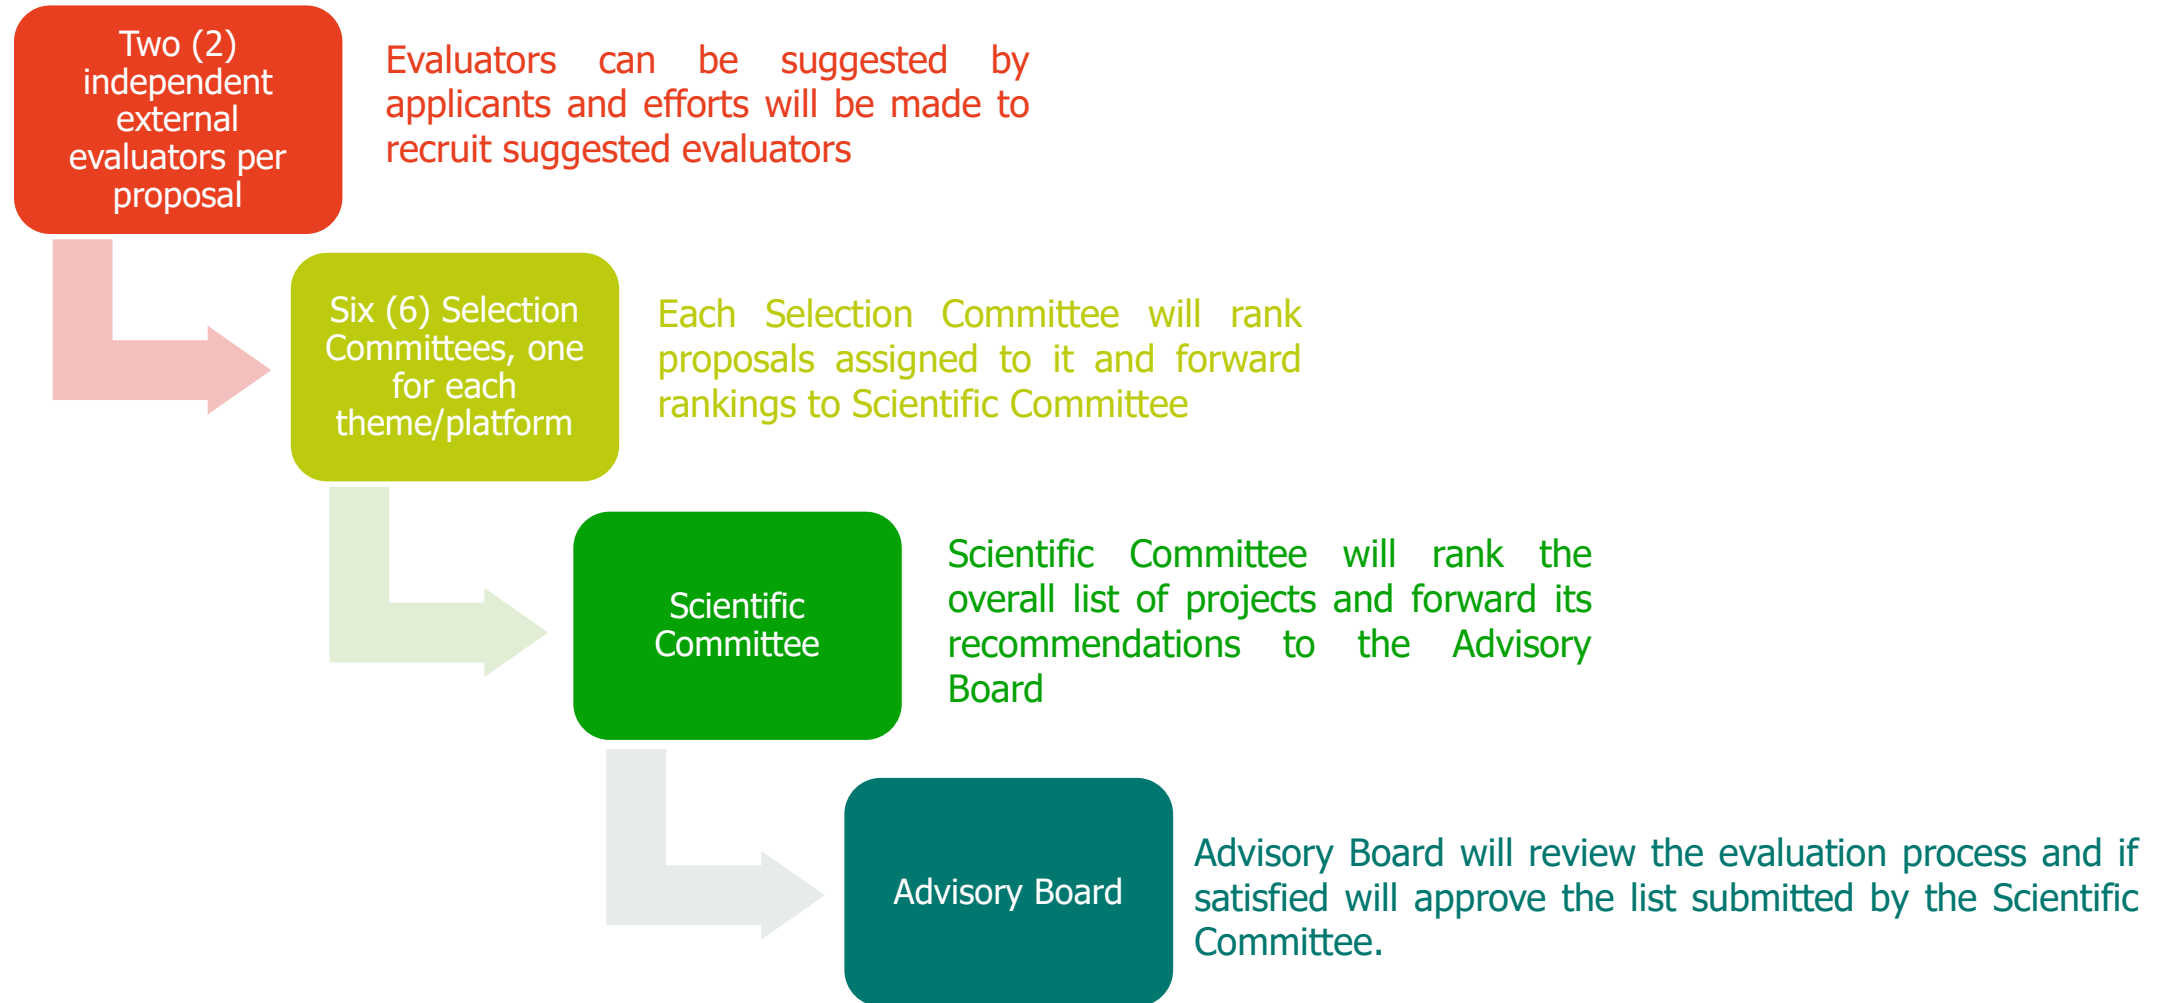 Two (2)
independent
external
evaluators per
proposal
Evaluators can be suggested by
applicants and efforts will be made to
recruit suggested evaluators
Six (6) Selection
Committees, one
for each
theme/platform
Each Selection Committee will rank
proposals assigned to it and forward
rankings to Scientific Committee
Scientific
Committee
Scientific Committee will rank the
overall list of projects and forward its
recommendations to the Advisory
Board
Advisory Board
Advisory Board will review the evaluation process and if
satisfied will approve the list submitted by the Scientific
Committee.